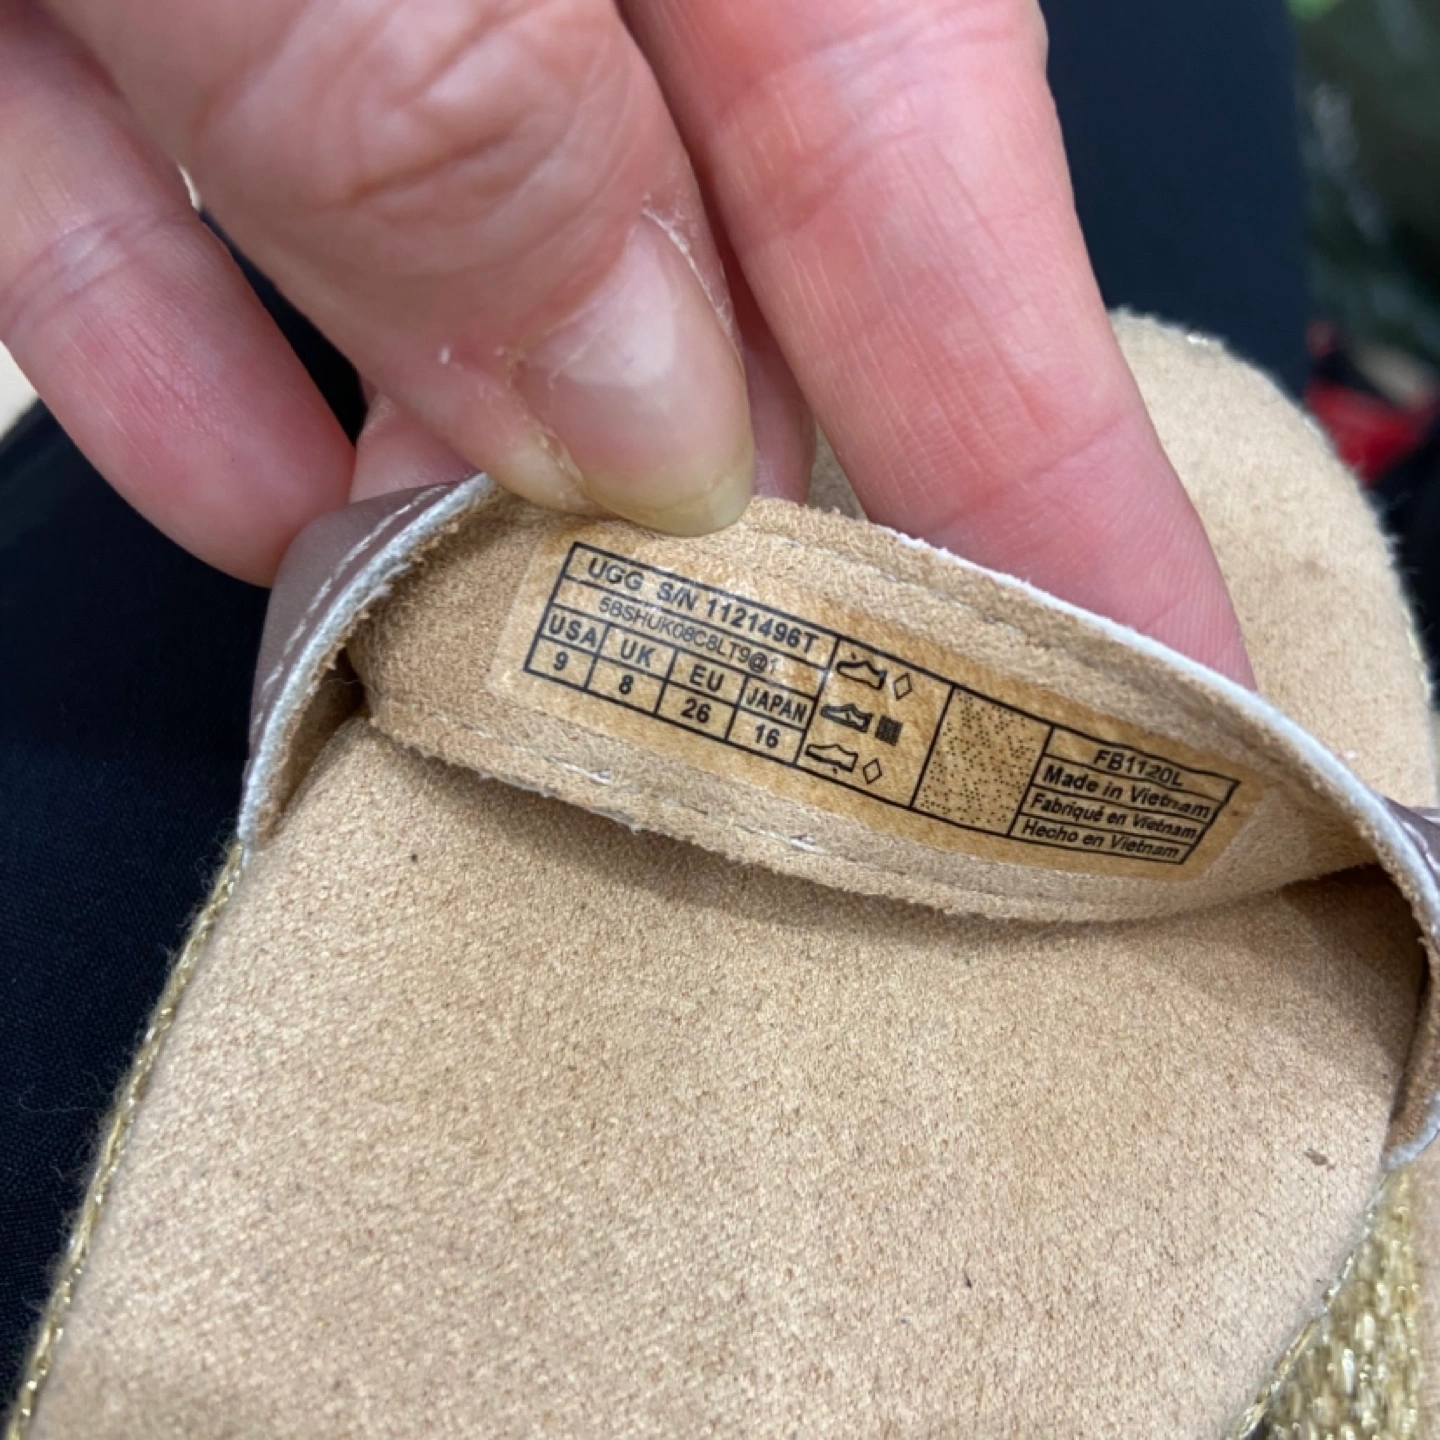 UGG S/N 1121496T
5BSHUK08C8LT9@1
USA UK EU JAPAN
9 8 26 16
FB1120L
Made in Vietnam
Fabriqué en Vietnam
Hecho en Vietnam